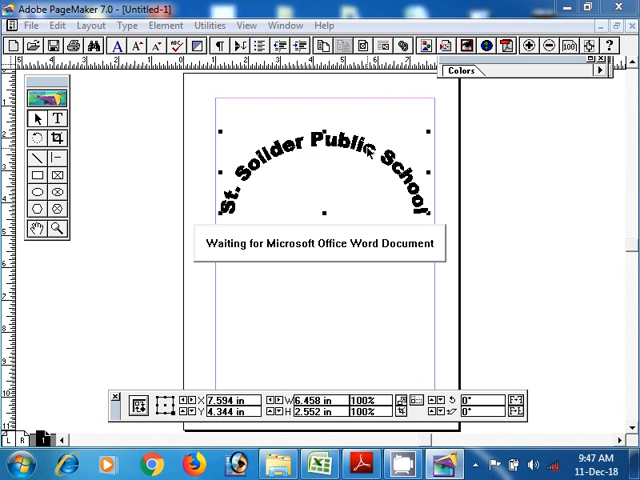 Adobe PageMaker 7.0 - [Untitled-1]
File Edit Layout Type Element Utilities View Window Help
Colors
St. Soilder Public School
Waiting for Microsoft Office Word Document
X 7.594 in W 6.458 in 100% 0°
Y 4.344 in H 2.552 in 100% 0°
L R 1
9:47 AM
11-Dec-18